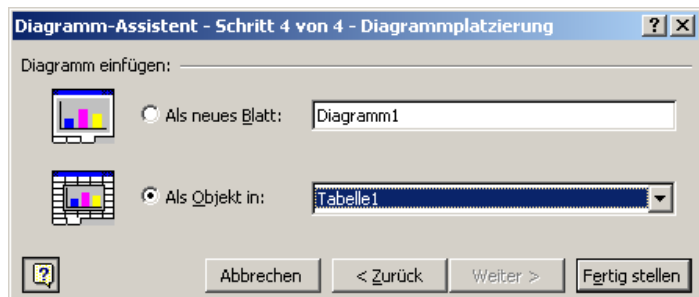 Diagramm-Assistent - Schritt 4 von 4 - Diagrammplatzierung
Diagramm einfügen:
Als neues Blatt: Diagramm1
Als Objekt in: Tabelle1
Abbrechen < Zurück Weiter > Fertig stellen